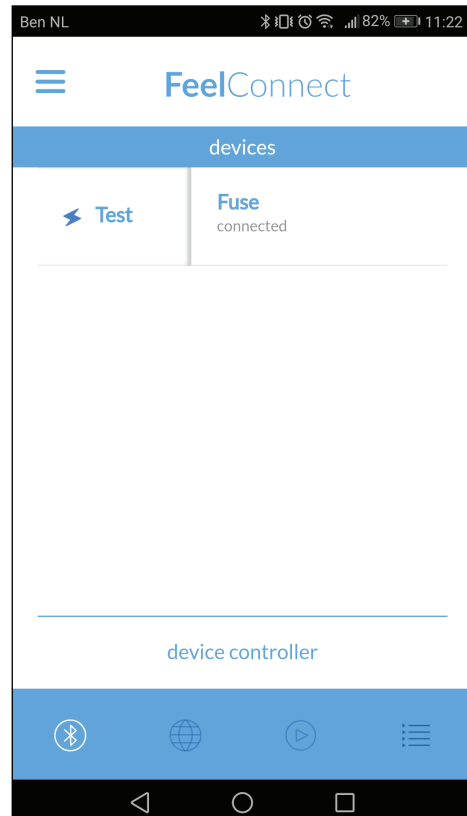 Ben NL 82% 11:22
FeelConnect
devices
Test
Fuse
connected
device controller